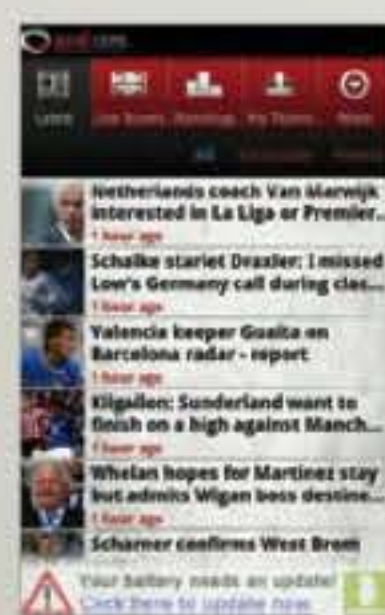 Latest
Live Scores
Standings
My Teams
More
All
Netherlands coach Van Marwijk
interested in La Liga or Premier...
1 hour ago
Schalke starlet Draxler: I missed
Low's Germany call during clas...
1 hour ago
Valencia keeper Guaita on
Barcelona radar - report
1 hour ago
Kilgallon: Sunderland want to
finish on a high against Manch...
1 hour ago
Whelan hopes for Martinez stay
but admits Wigan boss destine...
1 hour ago
Scharner confirms West Brom
Your battery needs an update!
Click here to update now.